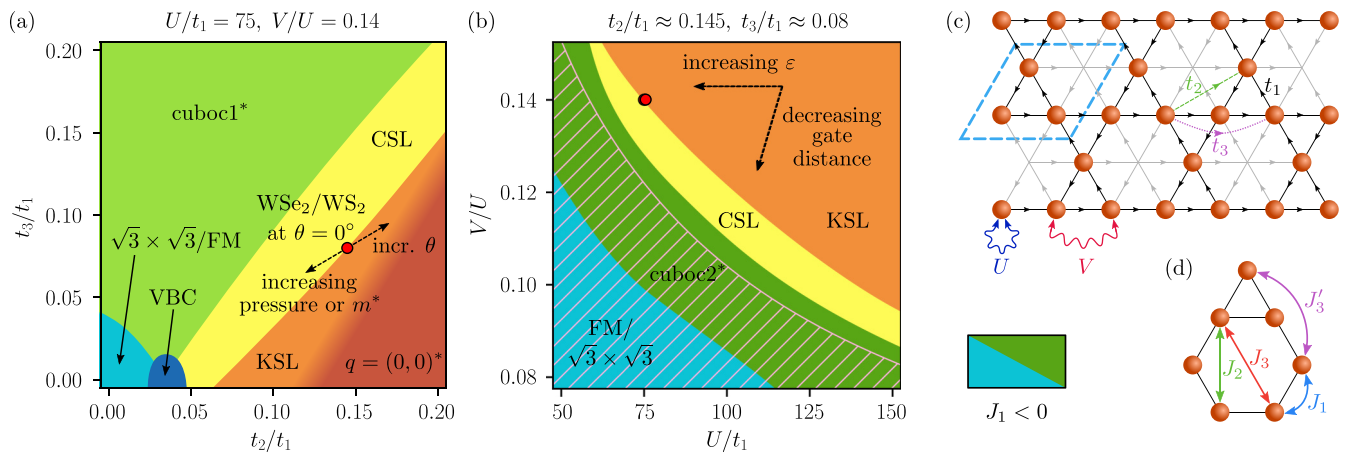 (a)
U/t₁ = 75, V/U = 0.14
t₃/t₁
0.20
0.15
0.10
0.05
0.00
0.00
0.05
0.10
0.15
0.20
t₂/t₁
cuboc1*
CSL
WSe₂/WS₂
at θ = 0°
incr. θ
√3 × √3/FM
increasing
pressure or m*
VBC
KSL
q = (0, 0)*
(b)
t₂/t₁ ≈ 0.145, t₃/t₁ ≈ 0.08
V/U
0.14
0.12
0.10
0.08
50
75
100
125
150
U/t₁
increasing ε
decreasing
gate
distance
CSL
KSL
cuboc2*
FM/
√3 × √3
(c)
t₂
t₁
t₃
U
V
J₁ < 0
(d)
J₃′
J₂
J₃
J₁